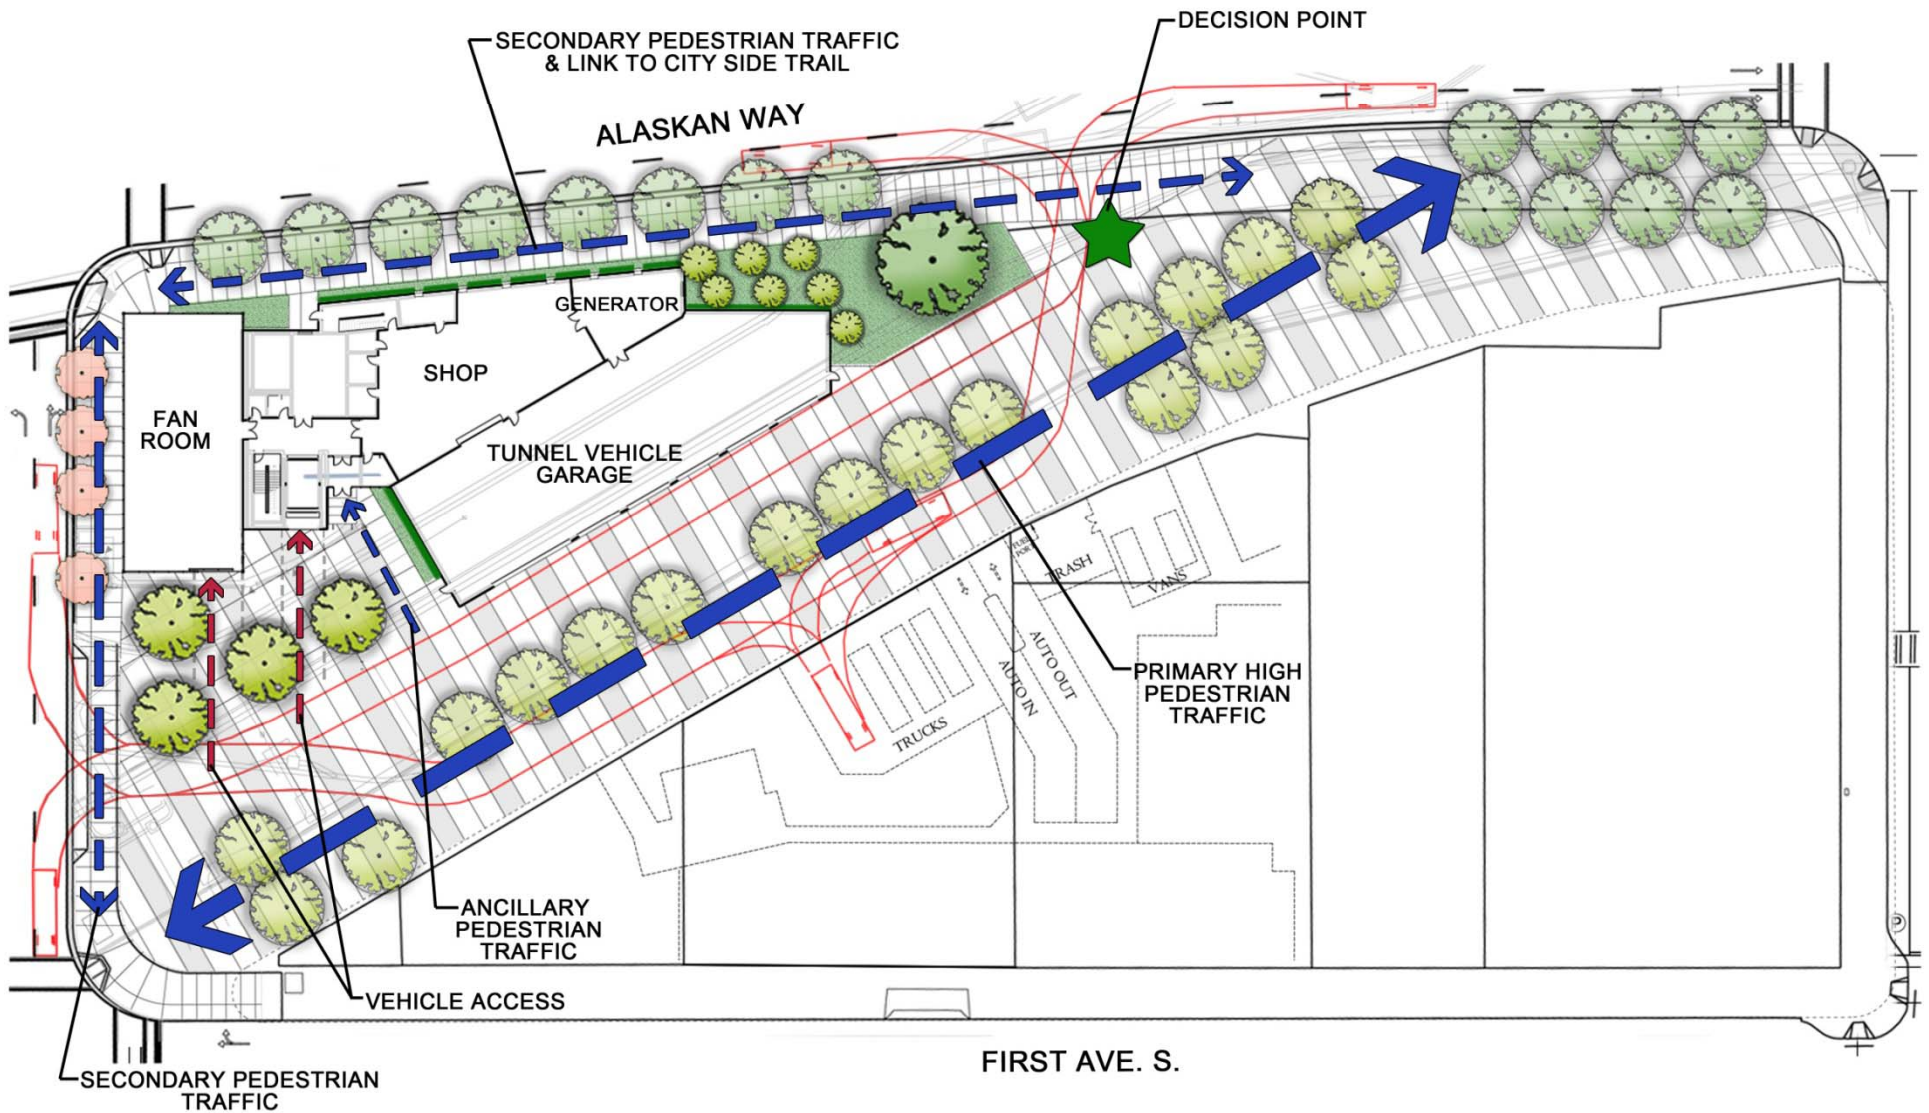 DECISION POINT
SECONDARY PEDESTRIAN TRAFFIC
& LINK TO CITY SIDE TRAIL
ALASKAN WAY
GENERATOR
SHOP
FAN
ROOM
TUNNEL VEHICLE
GARAGE
TRASH
VANS
AUTO OUT
AUTO IN
TRUCKS
PRIMARY HIGH
PEDESTRIAN
TRAFFIC
ANCILLARY
PEDESTRIAN
TRAFFIC
VEHICLE ACCESS
FIRST AVE. S.
SECONDARY PEDESTRIAN
TRAFFIC